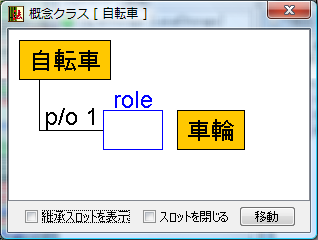 概念クラス [ 自転車 ]
自転車
role
p/o 1
車輪
継承スロットを表示
スロットを閉じる
移動